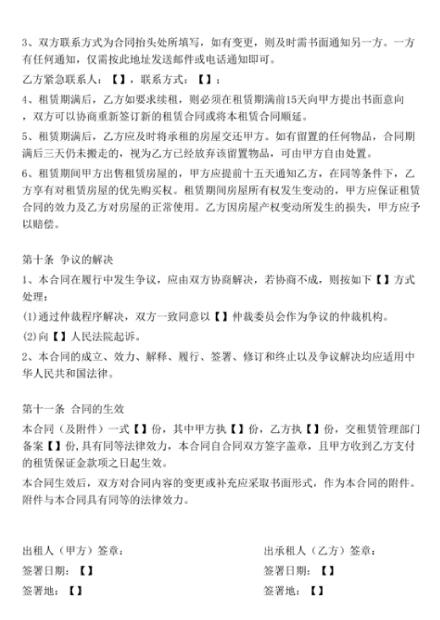 3、双方联系方式为合同抬头处所填写，如有变更，则及时需书面通知另一方。一方
有任何通知，仅需按此地址发送邮件或电话通知即可。
乙方紧急联系人：【】，联系方式：【】；
4、租赁期满后，乙方如要求续租，则必须在租赁期满前15天向甲方提出书面意向
，双方可以协商重新签订新的租赁合同或将本租赁合同顺延。
5、租赁期满后，乙方应及时将承租的房屋交还甲方。如有留置的任何物品，合同期
满后三天仍未搬走的，视为乙方已经放弃该留置物品，可由甲方自由处置。
6、租赁期间甲方出售租赁房屋的，甲方应提前十五天通知乙方，在同等条件下，乙
方享有对租赁房屋的优先购买权。租赁期间房屋所有权发生变动的，甲方应保证租赁
合同的效力及乙方对房屋的正常使用。乙方因房屋产权变动所发生的损失，甲方应予
以赔偿。
第十条 争议的解决
1、本合同在履行中发生争议，应由双方协商解决，若协商不成，则按如下【】方式
处理：
(1)通过仲裁程序解决，双方一致同意以【】仲裁委员会作为争议的仲裁机构。
(2)向【】人民法院起诉。
2、本合同的成立、效力、解释、履行、签署、修订和终止以及争议解决均应适用中
华人民共和国法律。
第十一条 合同的生效
本合同（及附件）一式【】份，其中甲方执【】份，乙方执【】份，交租赁管理部门
备案【】份,具有同等法律效力，本合同自合同双方签字盖章，且甲方收到乙方支付
的租赁保证金款项之日起生效。
本合同生效后，双方对合同内容的变更或补充应采取书面形式，作为本合同的附件。
附件与本合同具有同等的法律效力。
出租人（甲方）签章： 出承租人（乙方）签章：
签署日期：【】 签署日期：【】
签署地：【】 签署地：【】